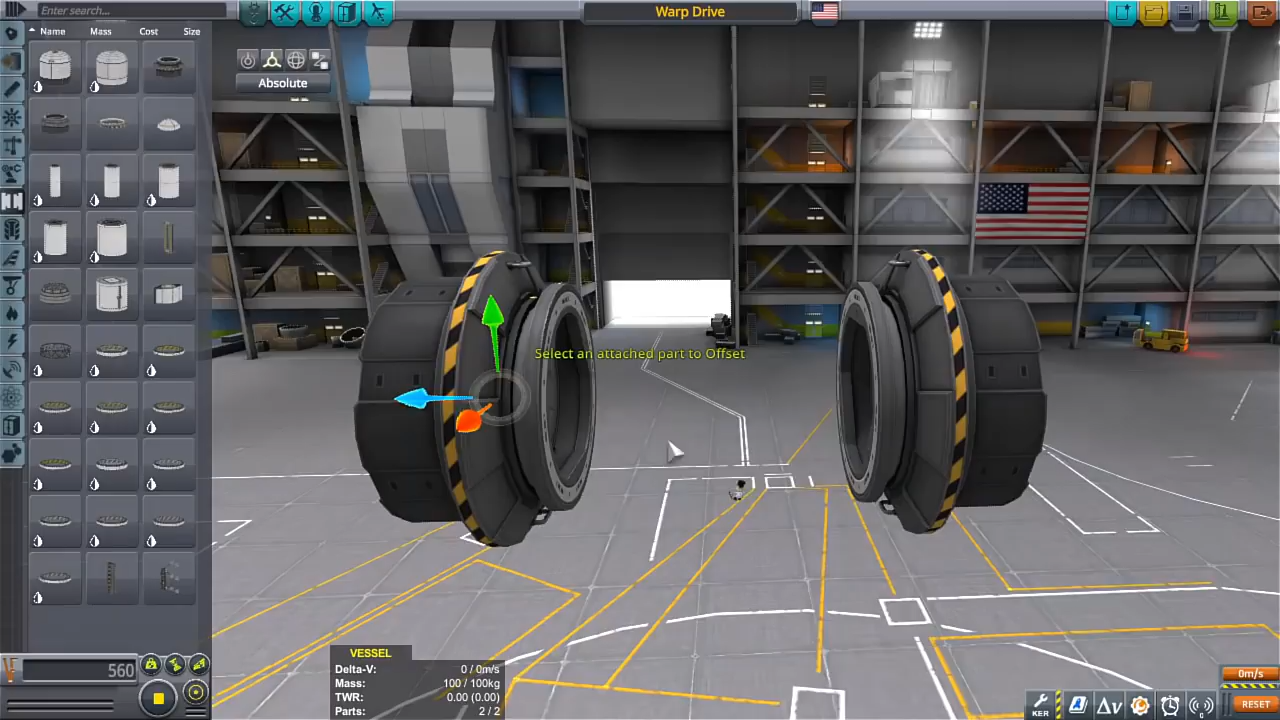 Enter search...
Warp Drive
Name Mass Cost Size
Absolute
Select an attached part to Offset
560
VESSEL
Delta-V: 0 / 0m/s
Mass: 100 / 100kg
TWR: 0.00 (0.00)
Parts: 2 / 2
0m/s
KER
Δv
RESET